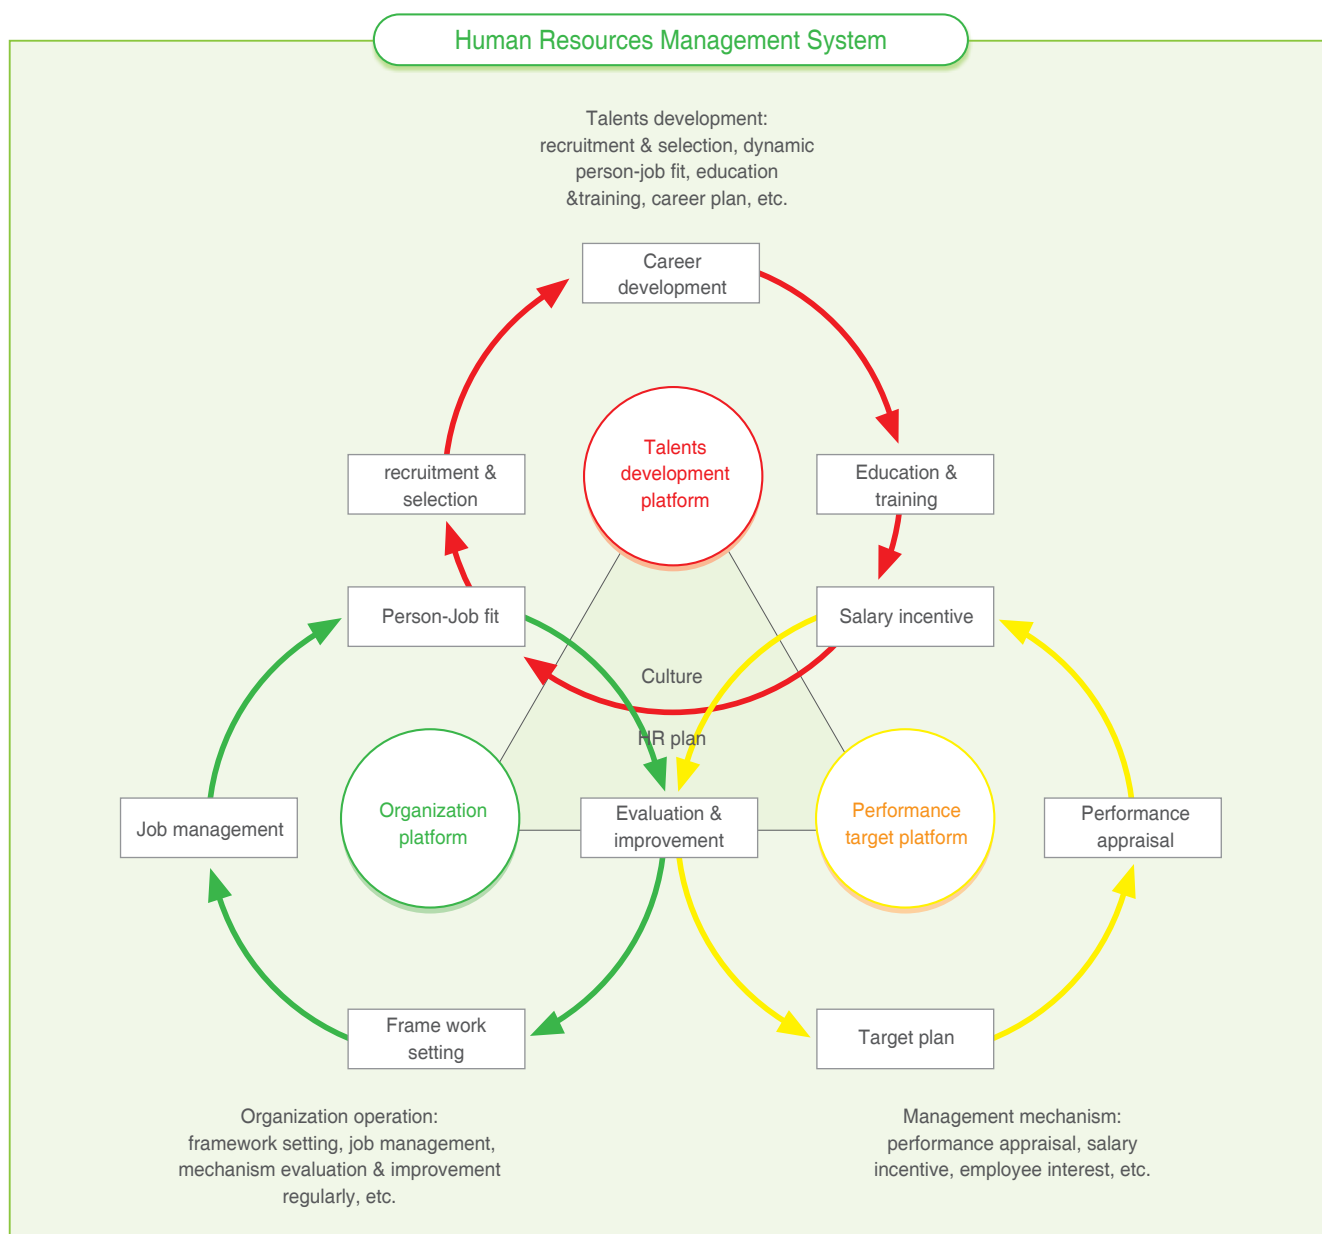 Human Resources Management System
Talents development:
recruitment & selection, dynamic
person-job fit, education
&training, career plan, etc.
Career
development
Talents
development
platform
recruitment &
selection
Education &
training
Person-Job fit
Salary incentive
Culture
HR plan
Organization
platform
Evaluation &
improvement
Performance
target platform
Job management
Performance
appraisal
Frame work
setting
Target plan
Organization operation:
framework setting, job management,
mechanism evaluation & improvement
regularly, etc.
Management mechanism:
performance appraisal, salary
incentive, employee interest, etc.